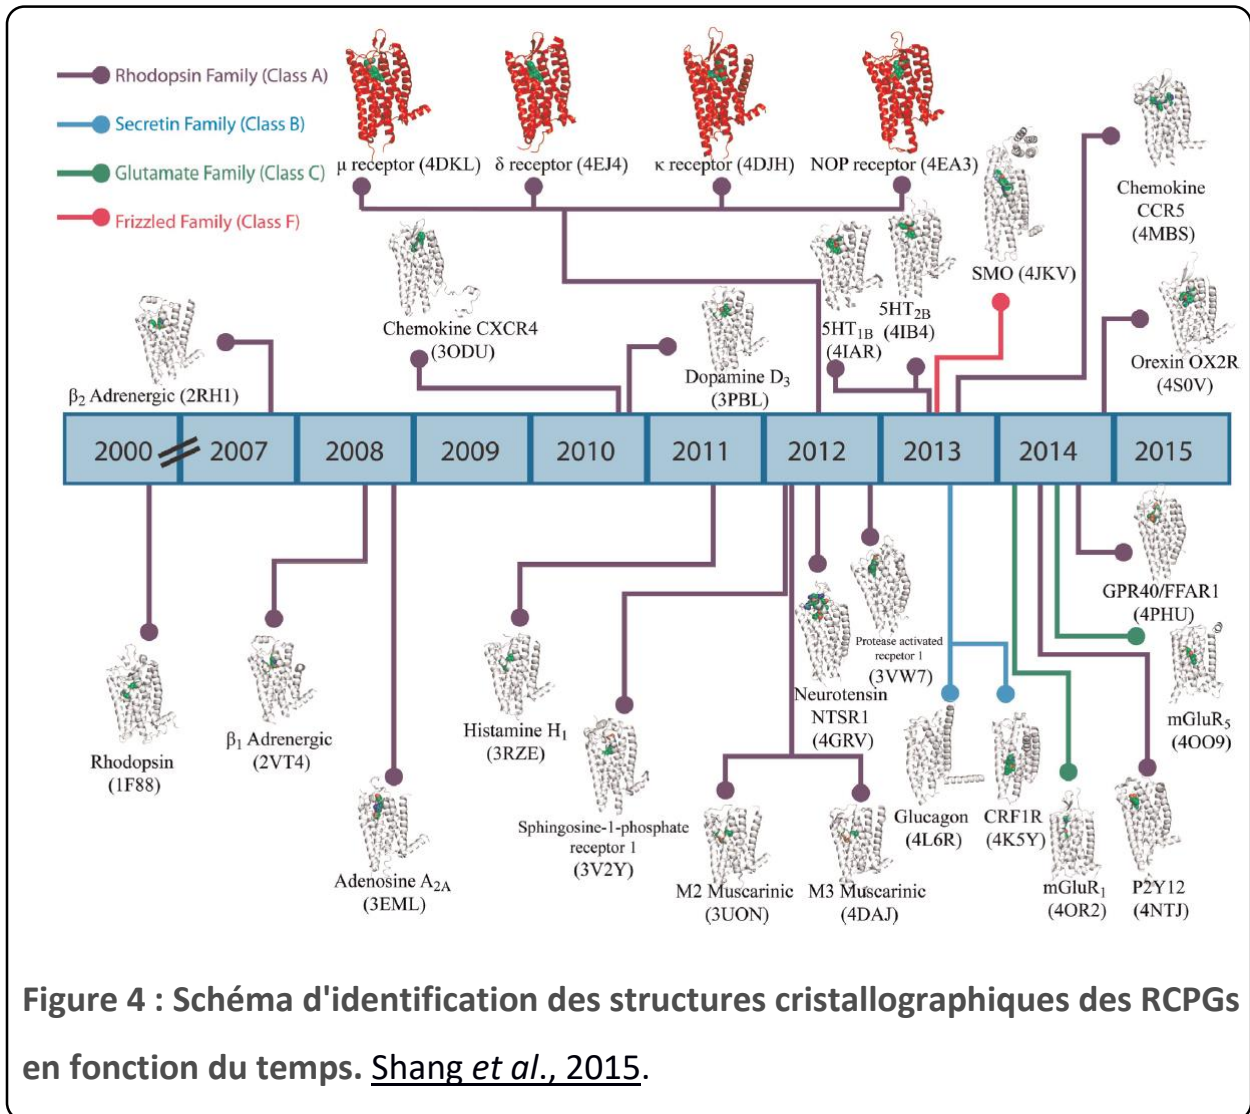 Rhodopsin Family (Class A)
Secretin Family (Class B)
Glutamate Family (Class C)
Frizzled Family (Class F)
μ receptor (4DKL)
δ receptor (4EJ4)
κ receptor (4DJH)
NOP receptor (4EA3)
SMO (4JKV)
Chemokine
CCR5
(4MBS)
β2 Adrenergic (2RH1)
Chemokine CXCR4
(3ODU)
Dopamine D3
(3PBL)
5HT1B
(4IAR)
5HT2B
(4IB4)
Orexin OX2R
(4S0V)
2000
2007
2008
2009
2010
2011
2012
2013
2014
2015
Rhodopsin
(1F88)
β1 Adrenergic
(2VT4)
Adenosine A2A
(3EML)
Histamine H1
(3RZE)
Sphingosine-1-phosphate
receptor 1
(3V2Y)
M2 Muscarinic
(3UON)
M3 Muscarinic
(4DAJ)
Neurotensin
NTSR1
(4GRV)
Protease activated
recpetor 1
(3VW7)
Glucagon
(4L6R)
CRF1R
(4K5Y)
mGluR1
(4OR2)
P2Y12
(4NTJ)
mGluR5
(4OO9)
GPR40/FFAR1
(4PHU)
Figure 4 : Schéma d'identification des structures cristallographiques des RCPGs
en fonction du temps. Shang et al., 2015.